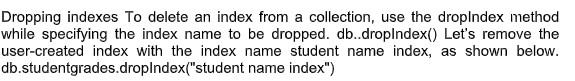 Dropping indexes To delete an index from a collection, use the dropIndex method
while specifying the index name to be dropped. db..dropIndex() Let's remove the
user-created index with the index name student name index, as shown below.
db.studentgrades.dropIndex("student name index")